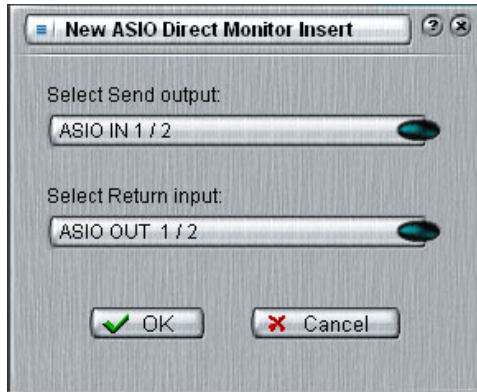 New ASIO Direct Monitor Insert ?
Select Send output:
ASIO IN 1 / 2
Select Return input:
ASIO OUT 1 / 2
OK Cancel